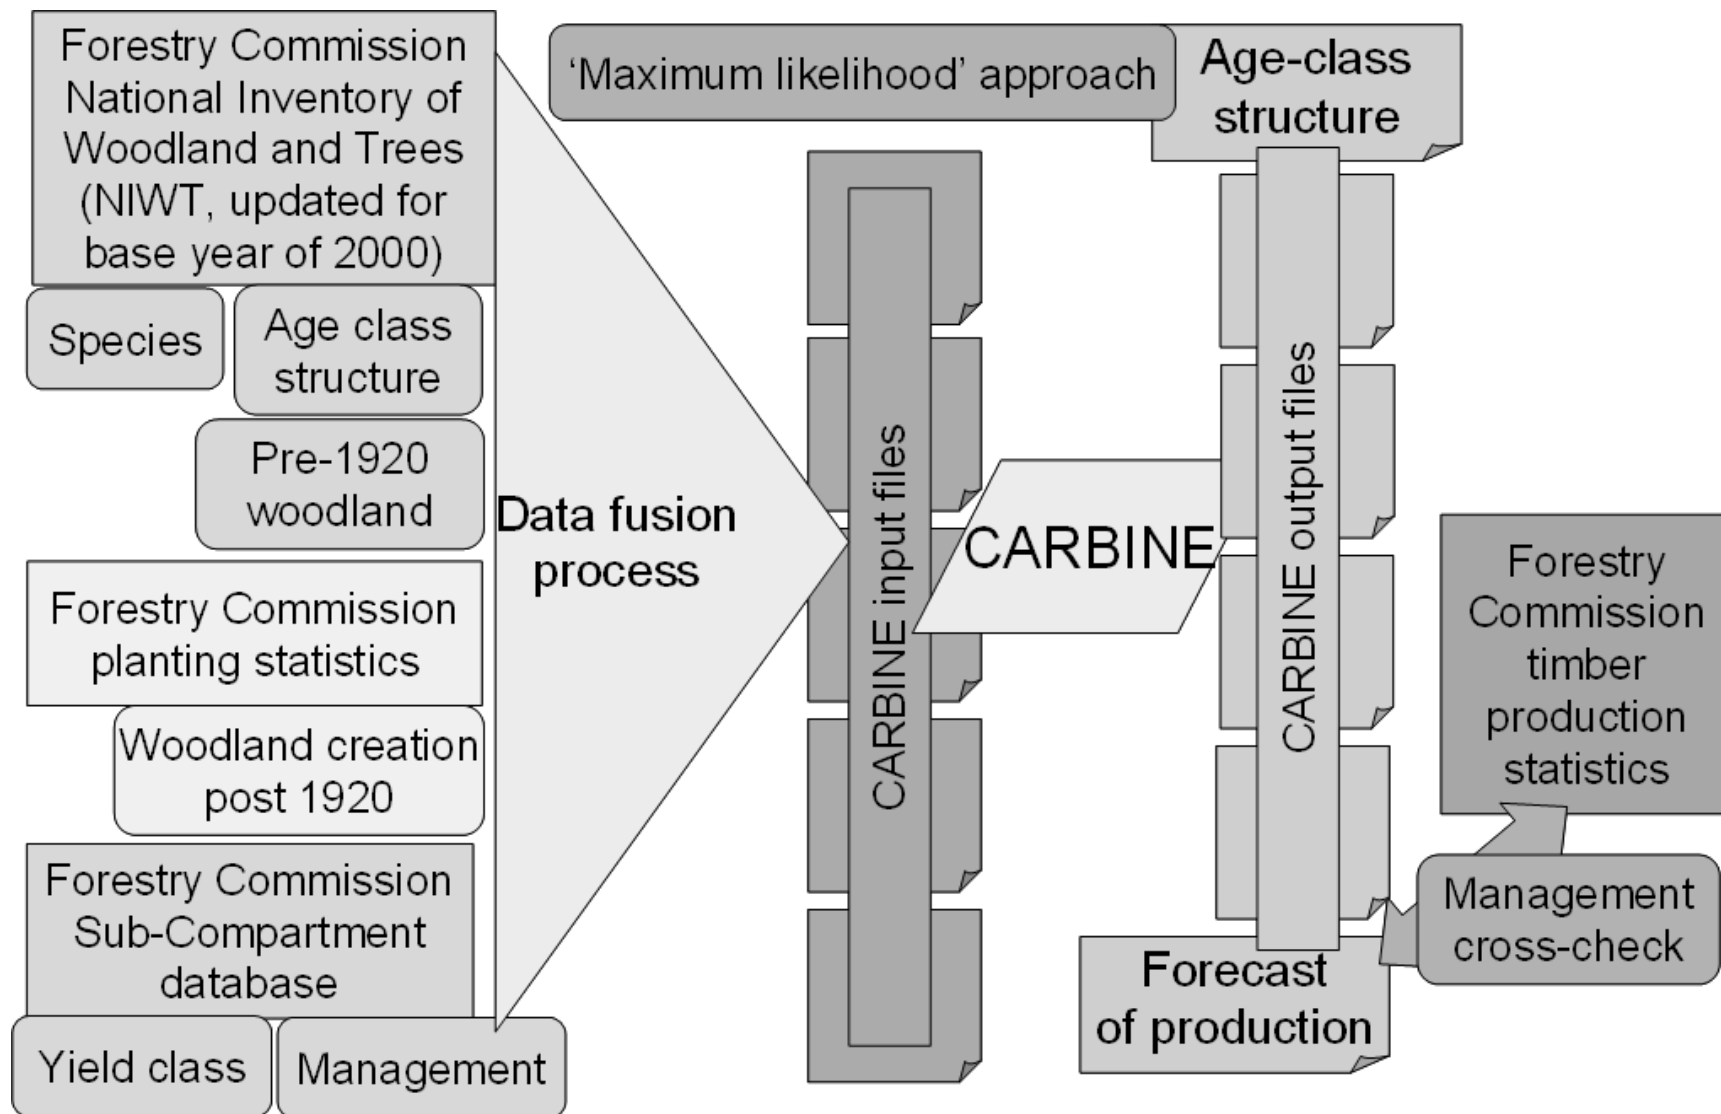 Forestry Commission
National Inventory of
Woodland and Trees
(NIWT, updated for
base year of 2000)
Species
Age class
structure
Pre-1920
woodland
Forestry Commission
planting statistics
Woodland creation
post 1920
Forestry Commission
Sub-Compartment
database
Yield class
Management
Data fusion
process
‘Maximum likelihood’ approach
CARBINE input files
CARBINE
Age-class
structure
CARBINE output files
Forecast
of production
Forestry
Commission
timber
production
statistics
Management
cross-check